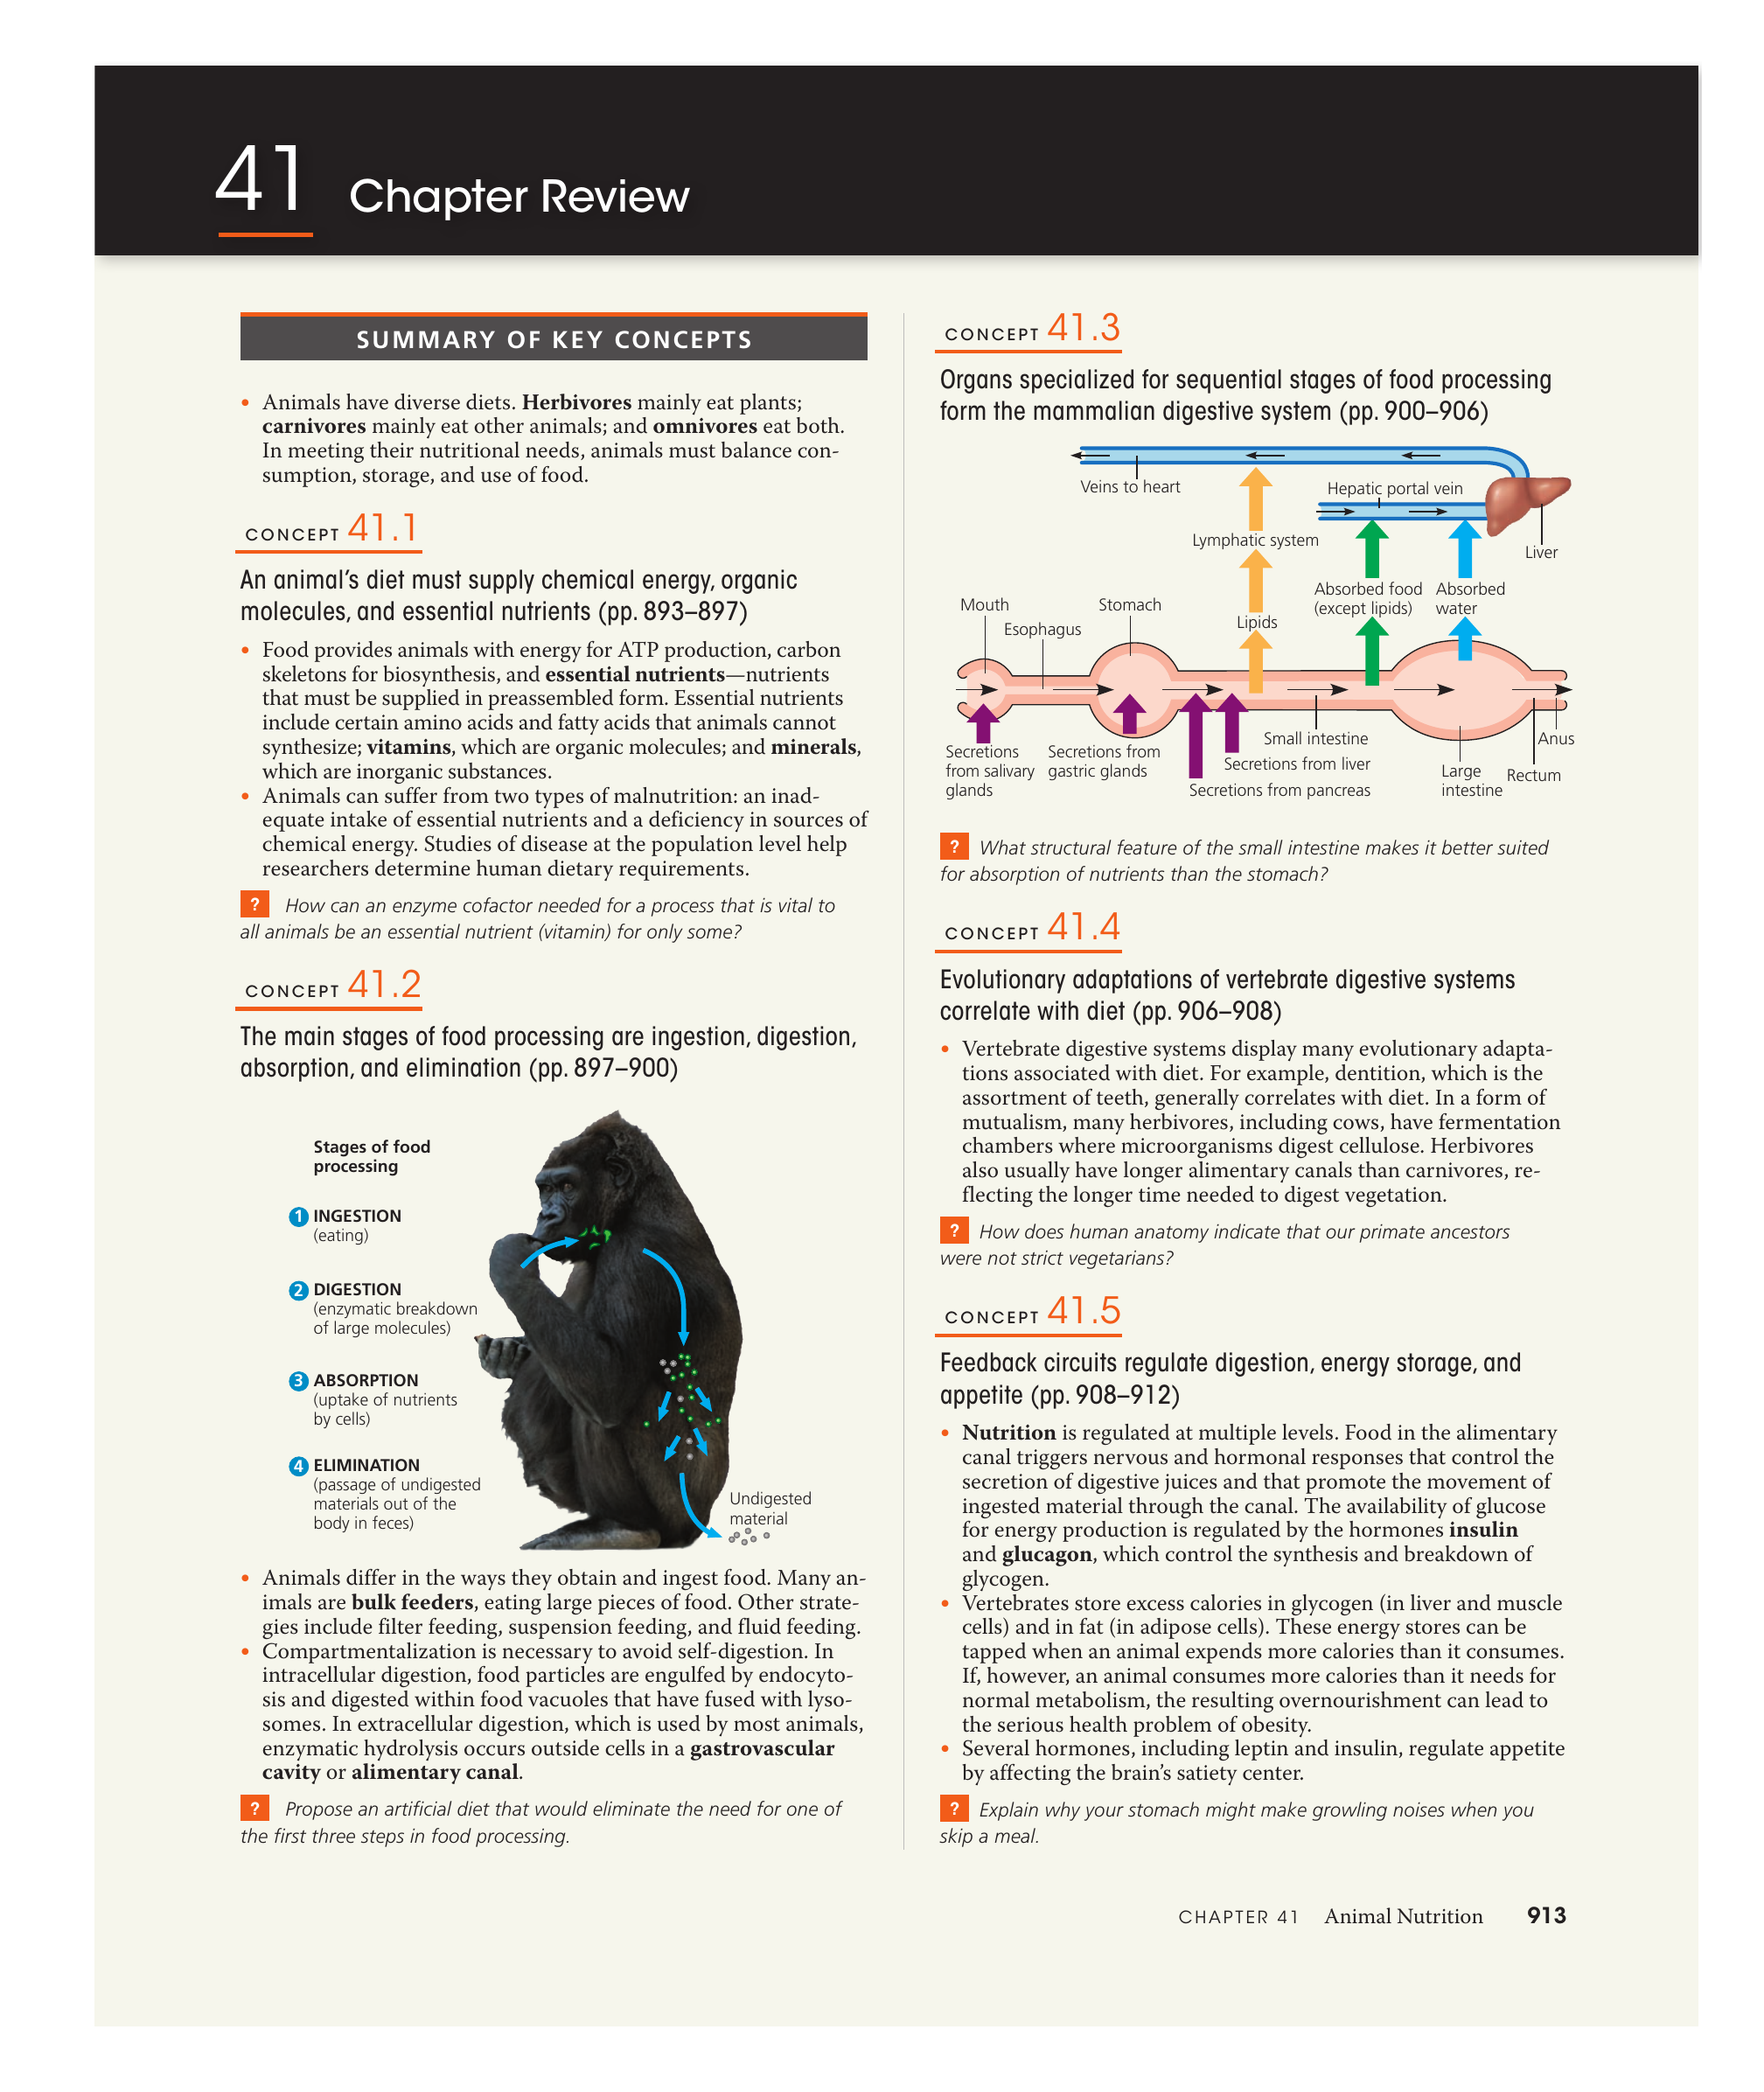 41 Chapter Review
SUMMARY OF KEY CONCEPTS
• Animals have diverse diets. Herbivores mainly eat plants;
carnivores mainly eat other animals; and omnivores eat both.
In meeting their nutritional needs, animals must balance con-
sumption, storage, and use of food.
CONCEPT 41.1
An animal’s diet must supply chemical energy, organic
molecules, and essential nutrients (pp. 893–897)
• Food provides animals with energy for ATP production, carbon
skeletons for biosynthesis, and essential nutrients—nutrients
that must be supplied in preassembled form. Essential nutrients
include certain amino acids and fatty acids that animals cannot
synthesize; vitamins, which are organic molecules; and minerals,
which are inorganic substances.
• Animals can suffer from two types of malnutrition: an inad-
equate intake of essential nutrients and a deficiency in sources of
chemical energy. Studies of disease at the population level help
researchers determine human dietary requirements.
? How can an enzyme cofactor needed for a process that is vital to
all animals be an essential nutrient (vitamin) for only some?
CONCEPT 41.2
The main stages of food processing are ingestion, digestion,
absorption, and elimination (pp. 897–900)
Stages of food
processing
1 INGESTION
(eating)
2 DIGESTION
(enzymatic breakdown
of large molecules)
3 ABSORPTION
(uptake of nutrients
by cells)
4 ELIMINATION
(passage of undigested
materials out of the
body in feces)
Undigested
material
• Animals differ in the ways they obtain and ingest food. Many an-
imals are bulk feeders, eating large pieces of food. Other strate-
gies include filter feeding, suspension feeding, and fluid feeding.
• Compartmentalization is necessary to avoid self-digestion. In
intracellular digestion, food particles are engulfed by endocyto-
sis and digested within food vacuoles that have fused with lyso-
somes. In extracellular digestion, which is used by most animals,
enzymatic hydrolysis occurs outside cells in a gastrovascular
cavity or alimentary canal.
? Propose an artificial diet that would eliminate the need for one of
the first three steps in food processing.
CONCEPT 41.3
Organs specialized for sequential stages of food processing
form the mammalian digestive system (pp. 900–906)
Veins to heart
Hepatic portal vein
Lymphatic system
Liver
Absorbed food
(except lipids)
Absorbed
water
Mouth
Stomach
Esophagus
Lipids
Secretions
from salivary
glands
Secretions from
gastric glands
Small intestine
Secretions from liver
Secretions from pancreas
Anus
Large
intestine
Rectum
? What structural feature of the small intestine makes it better suited
for absorption of nutrients than the stomach?
CONCEPT 41.4
Evolutionary adaptations of vertebrate digestive systems
correlate with diet (pp. 906–908)
• Vertebrate digestive systems display many evolutionary adapta-
tions associated with diet. For example, dentition, which is the
assortment of teeth, generally correlates with diet. In a form of
mutualism, many herbivores, including cows, have fermentation
chambers where microorganisms digest cellulose. Herbivores
also usually have longer alimentary canals than carnivores, re-
flecting the longer time needed to digest vegetation.
? How does human anatomy indicate that our primate ancestors
were not strict vegetarians?
CONCEPT 41.5
Feedback circuits regulate digestion, energy storage, and
appetite (pp. 908–912)
• Nutrition is regulated at multiple levels. Food in the alimentary
canal triggers nervous and hormonal responses that control the
secretion of digestive juices and that promote the movement of
ingested material through the canal. The availability of glucose
for energy production is regulated by the hormones insulin
and glucagon, which control the synthesis and breakdown of
glycogen.
• Vertebrates store excess calories in glycogen (in liver and muscle
cells) and in fat (in adipose cells). These energy stores can be
tapped when an animal expends more calories than it consumes.
If, however, an animal consumes more calories than it needs for
normal metabolism, the resulting overnourishment can lead to
the serious health problem of obesity.
• Several hormones, including leptin and insulin, regulate appetite
by affecting the brain’s satiety center.
? Explain why your stomach might make growling noises when you
skip a meal.
CHAPTER 41 Animal Nutrition 913